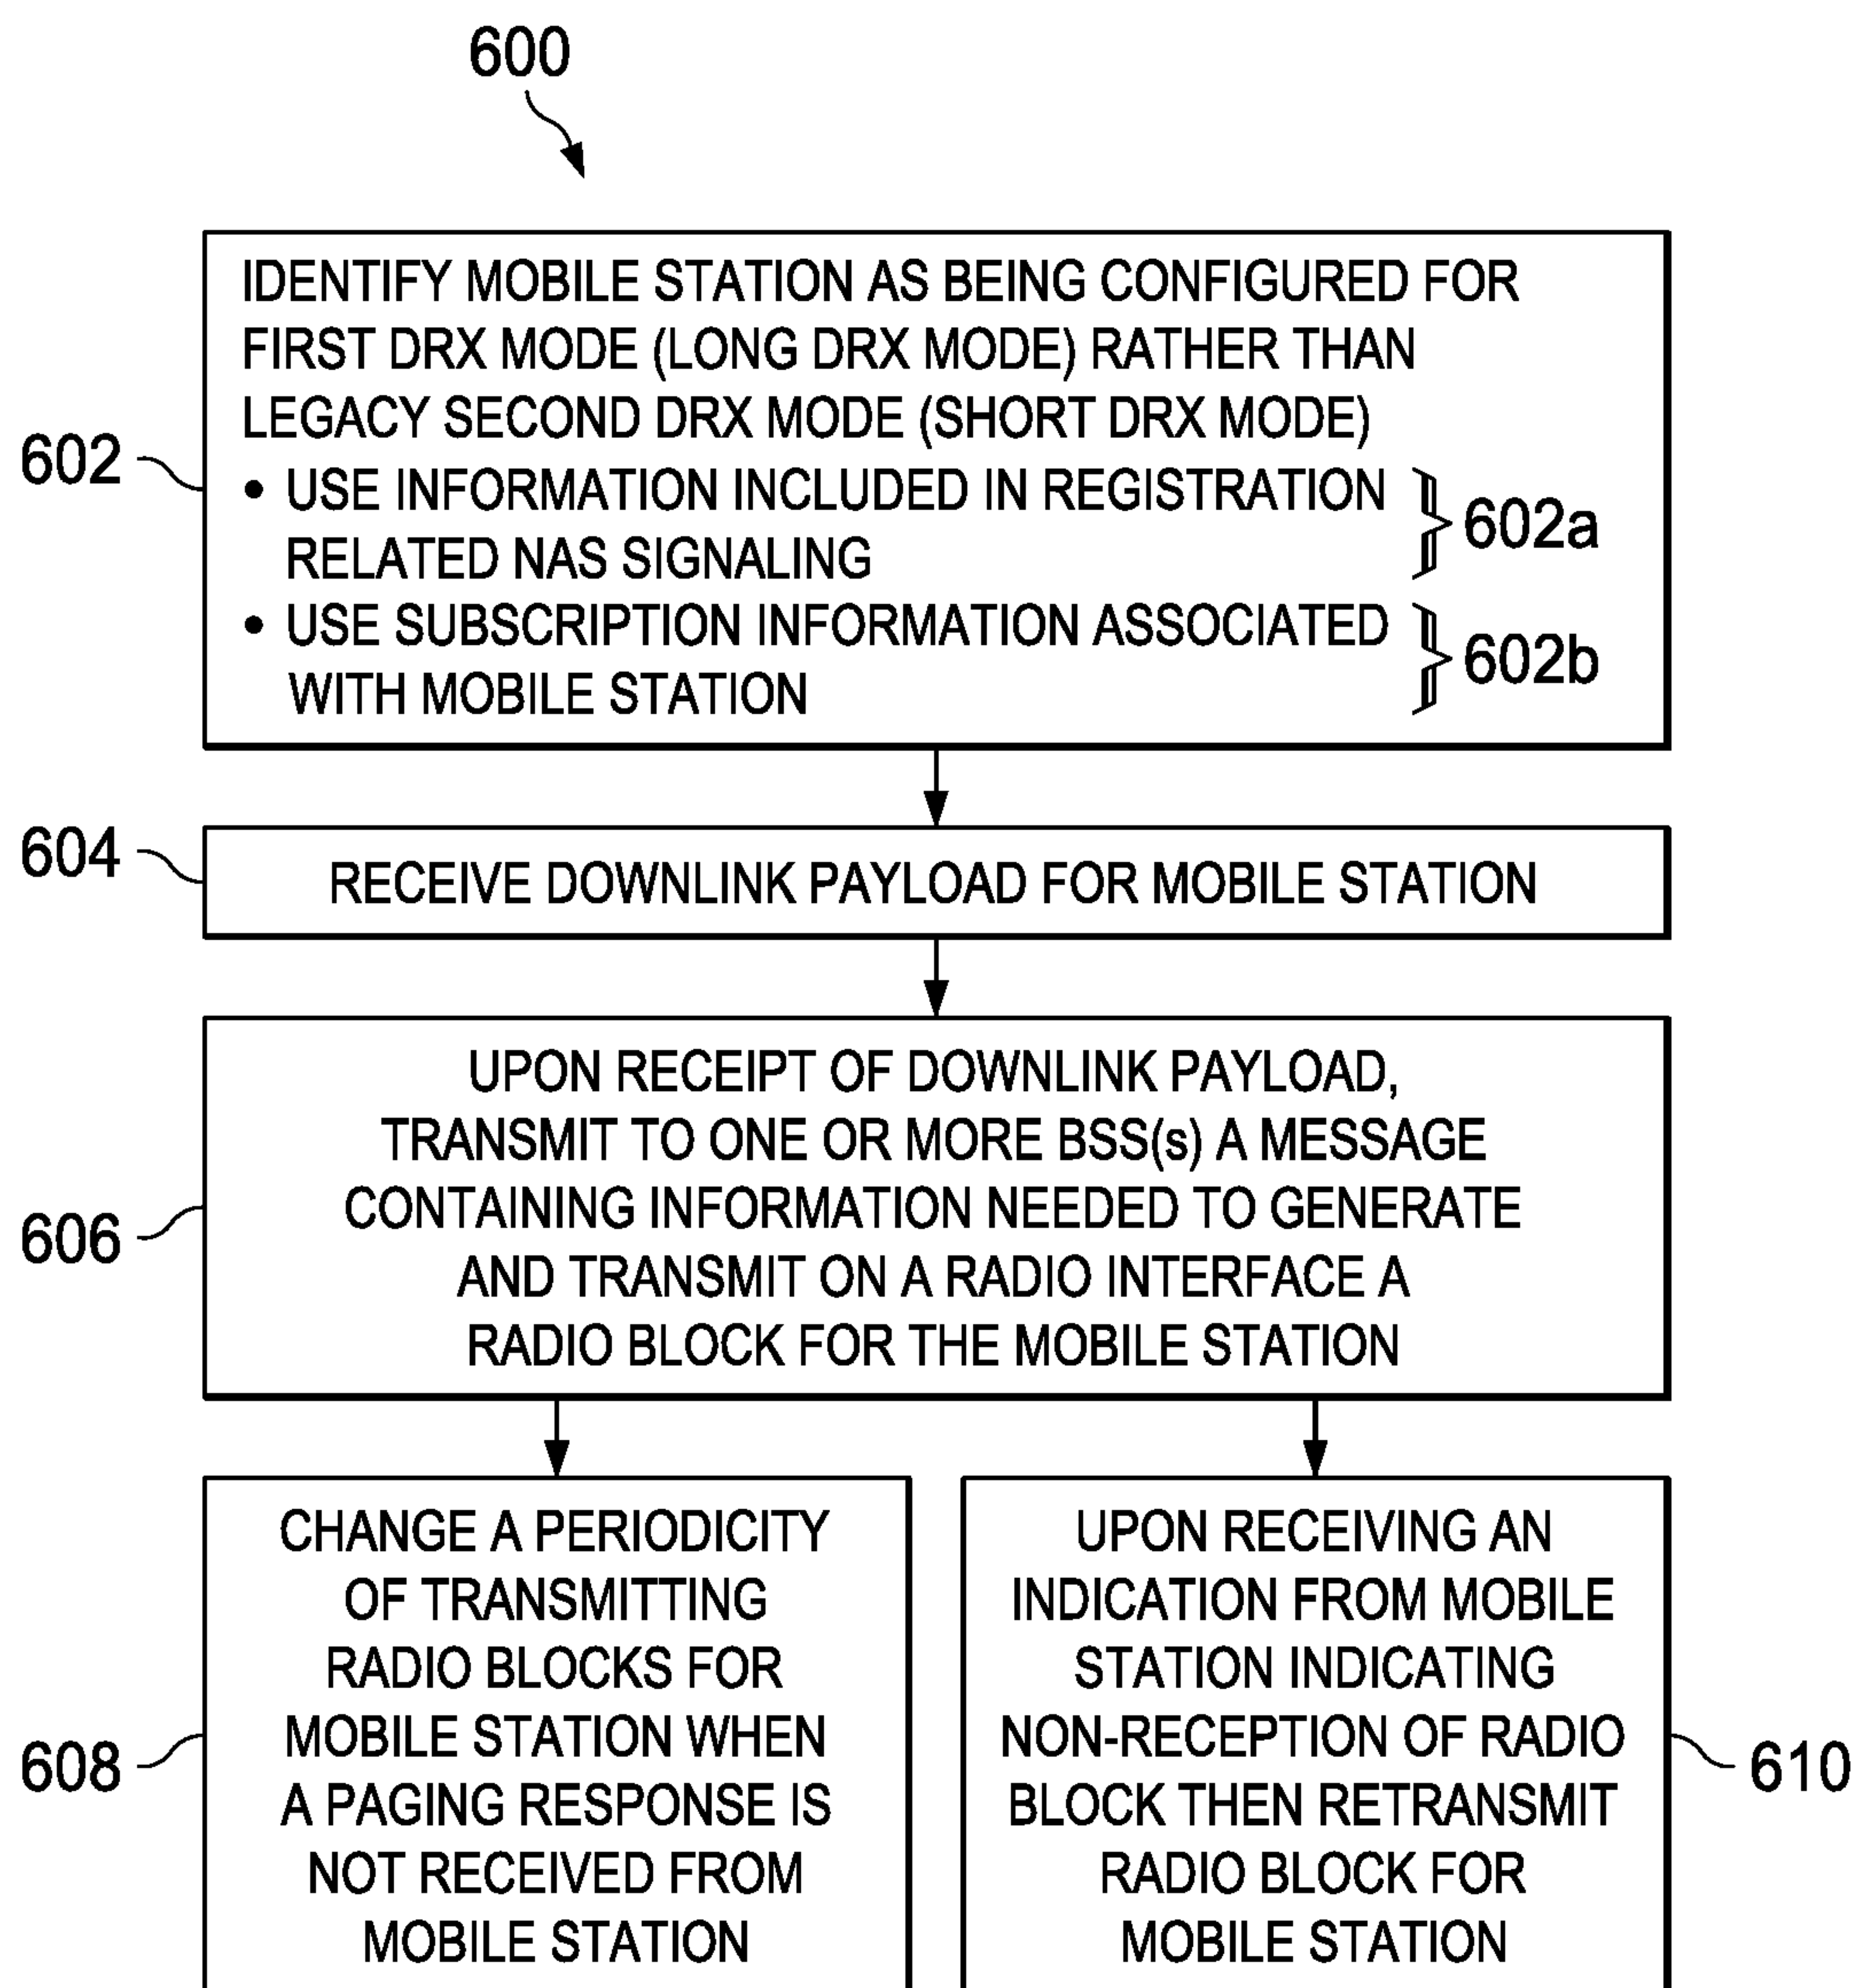 600
IDENTIFY MOBILE STATION AS BEING CONFIGURED FOR
FIRST DRX MODE (LONG DRX MODE) RATHER THAN
LEGACY SECOND DRX MODE (SHORT DRX MODE)
602
• USE INFORMATION INCLUDED IN REGISTRATION
RELATED NAS SIGNALING
602a
• USE SUBSCRIPTION INFORMATION ASSOCIATED
WITH MOBILE STATION
602b
604
RECEIVE DOWNLINK PAYLOAD FOR MOBILE STATION
UPON RECEIPT OF DOWNLINK PAYLOAD,
TRANSMIT TO ONE OR MORE BSS(s) A MESSAGE
CONTAINING INFORMATION NEEDED TO GENERATE
AND TRANSMIT ON A RADIO INTERFACE A
RADIO BLOCK FOR THE MOBILE STATION
606
CHANGE A PERIODICITY
OF TRANSMITTING
RADIO BLOCKS FOR
MOBILE STATION WHEN
A PAGING RESPONSE IS
NOT RECEIVED FROM
MOBILE STATION
608
UPON RECEIVING AN
INDICATION FROM MOBILE
STATION INDICATING
NON-RECEPTION OF RADIO
BLOCK THEN RETRANSMIT
RADIO BLOCK FOR
MOBILE STATION
610